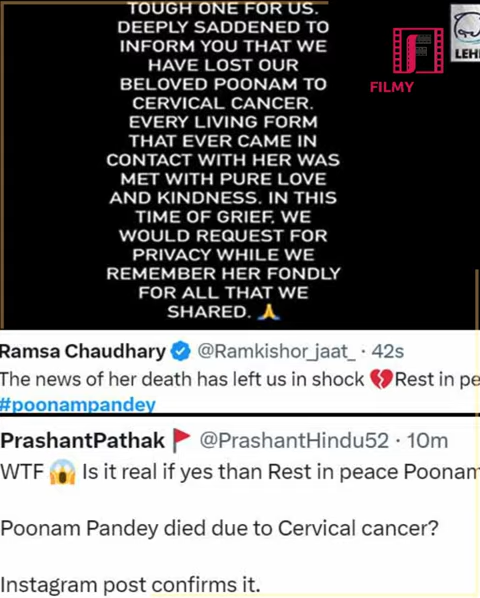 TOUGH ONE FOR US.
DEEPLY SADDENED TO
INFORM YOU THAT WE
HAVE LOST OUR
BELOVED POONAM TO
CERVICAL CANCER.
EVERY LIVING FORM
THAT EVER CAME IN
CONTACT WITH HER WAS
MET WITH PURE LOVE
AND KINDNESS. IN THIS
TIME OF GRIEF, WE
WOULD REQUEST FOR
PRIVACY WHILE WE
REMEMBER HER FONDLY
FOR ALL THAT WE
SHARED. 🙏
FILMY
LEH
Ramsa Chaudhary @Ramkishor_jaat_ · 42s
The news of her death has left us in shock 💔Rest in pe
#poonampandey
PrashantPathak 🚩 @PrashantHindu52 · 10m
WTF 😱 Is it real if yes than Rest in peace Poonam
Poonam Pandey died due to Cervical cancer?
Instagram post confirms it.